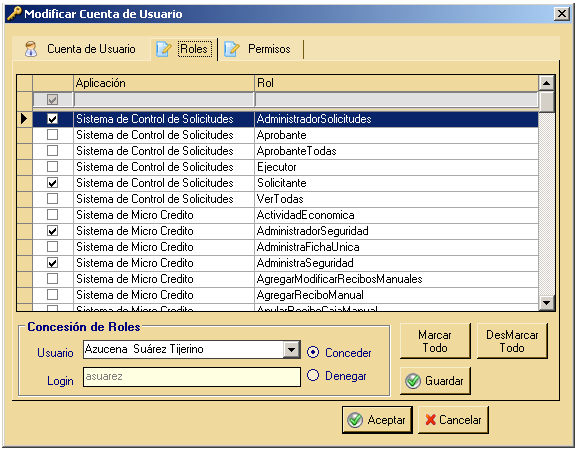 Modificar Cuenta de Usuario
Cuenta de Usuario Roles Permisos
Aplicación Rol
Sistema de Control de Solicitudes AdministradorSolicitudes
Sistema de Control de Solicitudes Aprobante
Sistema de Control de Solicitudes AprobanteTodas
Sistema de Control de Solicitudes Ejecutor
Sistema de Control de Solicitudes Solicitante
Sistema de Control de Solicitudes VerTodas
Sistema de Micro Credito ActividadEconomica
Sistema de Micro Credito AdministradorSeguridad
Sistema de Micro Credito AdministraFichaUnica
Sistema de Micro Credito AdministraSeguridad
Sistema de Micro Credito AgregarModificarRecibosManuales
Sistema de Micro Credito AgregarReciboManual
Sistema de Micro Credito AnularReciboCajaManual
Concesión de Roles
Usuario Azucena Suárez Tijerino Conceder
Login asuarez Denegar
Marcar Todo
DesMarcar Todo
Guardar
Aceptar Cancelar